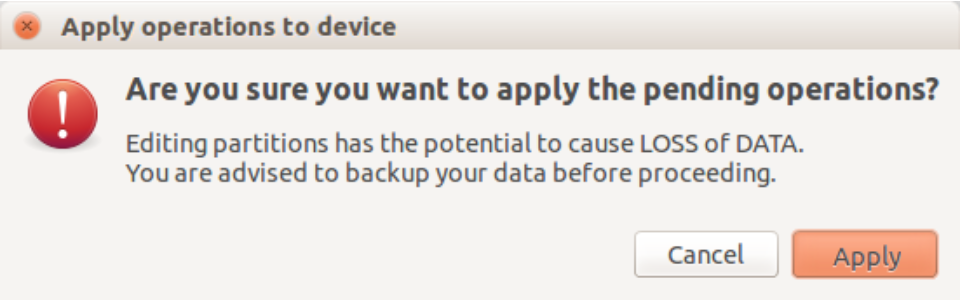 Apply operations to device
Are you sure you want to apply the pending operations?
Editing partitions has the potential to cause LOSS of DATA.
You are advised to backup your data before proceeding.
Cancel
Apply